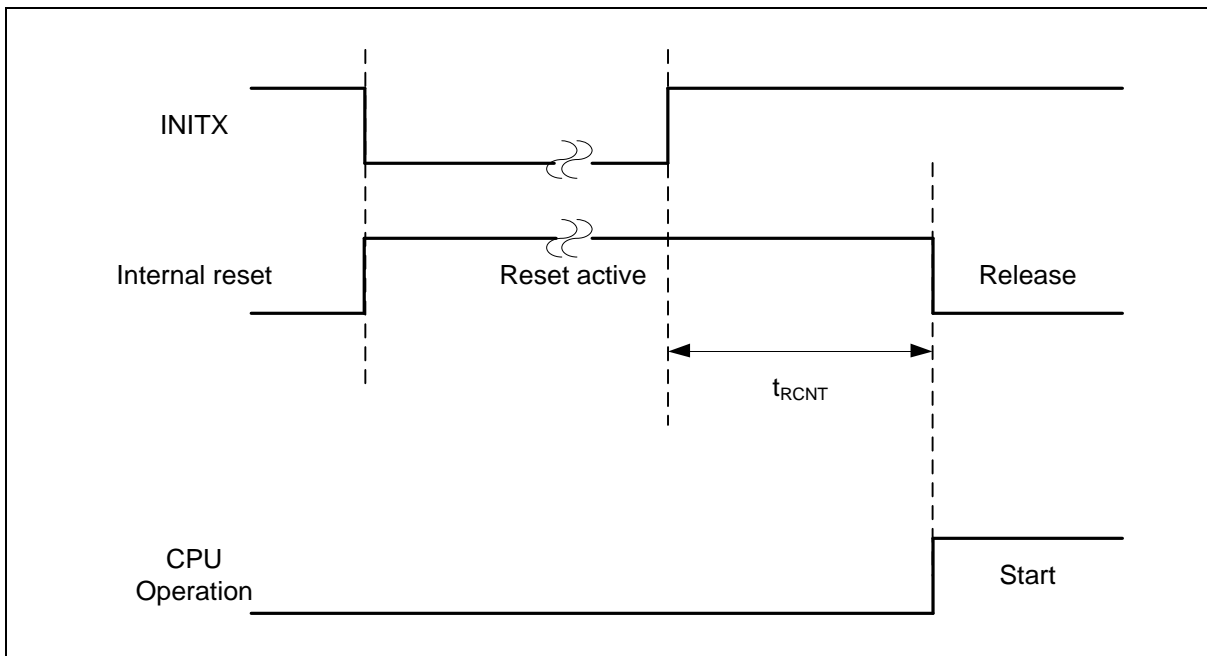 INITX
Internal reset
Reset active
Release
tRCNT
CPU
Operation
Start